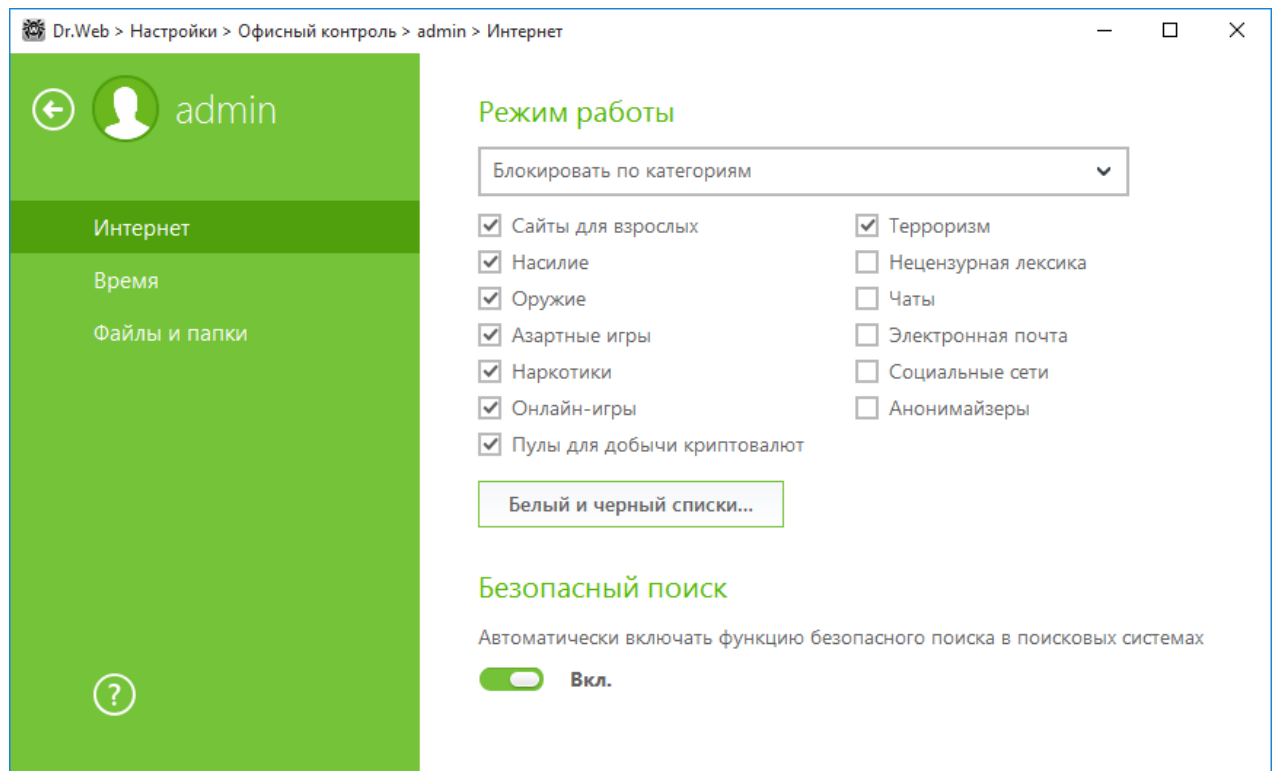 Dr.Web > Настройки > Офисный контроль > admin > Интернет
admin
Интернет
Время
Файлы и папки
?
Режим работы
Блокировать по категориям
Сайты для взрослых
Насилие
Оружие
Азартные игры
Наркотики
Онлайн-игры
Пулы для добычи криптовалют
Терроризм
Нецензурная лексика
Чаты
Электронная почта
Социальные сети
Анонимайзеры
Белый и черный списки...
Безопасный поиск
Автоматически включать функцию безопасного поиска в поисковых системах
Вкл.